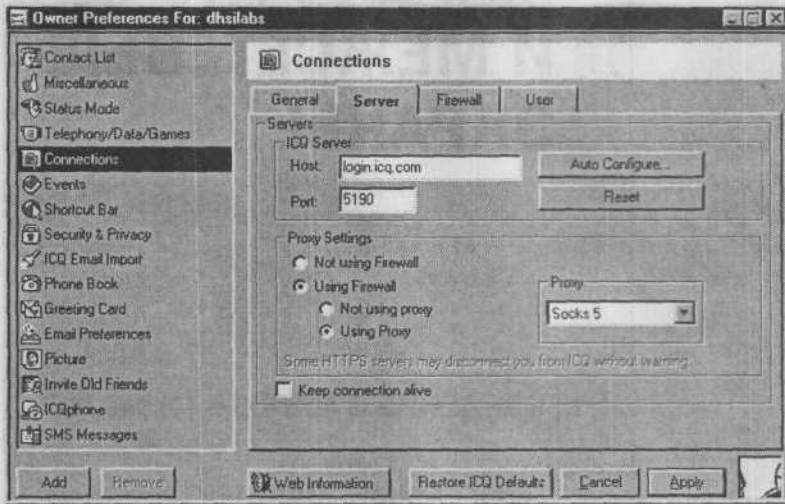 Owner Preferences For: dhsilabs
Contact List
Miscellaneous
Status Mode
Telephony/Data/Games
Connections
Events
Shortcut Bar
Security & Privacy
ICQ Email Import
Phone Book
Greeting Card
Email Preferences
Picture
Invite Old Friends
ICQphone
SMS Messages
Connections
General Server Firewall User
Servers
ICQ Server
Host: login.icq.com Auto Configure...
Port: 5190 Reset
Proxy Settings
Not using Firewall
Using Firewall
Not using proxy
Using Proxy
Proxy
Socks 5
Some HTTPS servers may disconnect you from ICQ without warning
Keep connection alive
Add Remove Web Information Restore ICQ Defaults Cancel Apply